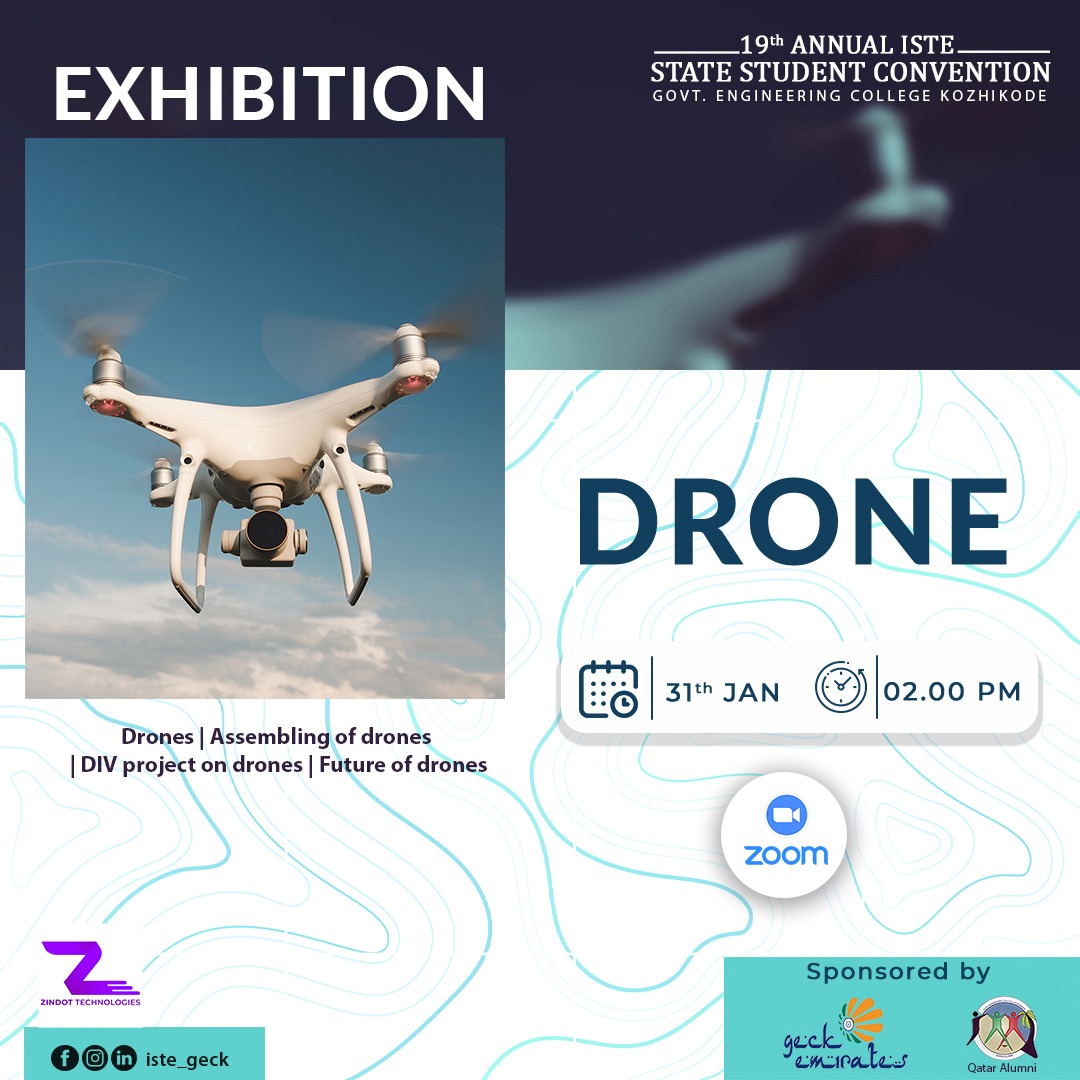 EXHIBITION
19th ANNUAL ISTE
STATE STUDENT CONVENTION
GOVT. ENGINEERING COLLEGE KOZHIKODE
DRONE
31th JAN
02.00 PM
Drones | Assembling of drones
| DIV project on drones | Future of drones
zoom
Z
ZINDOT TECHNOLOGIES
iste_geck
Sponsored by
geck
emirates
Qatar Alumni